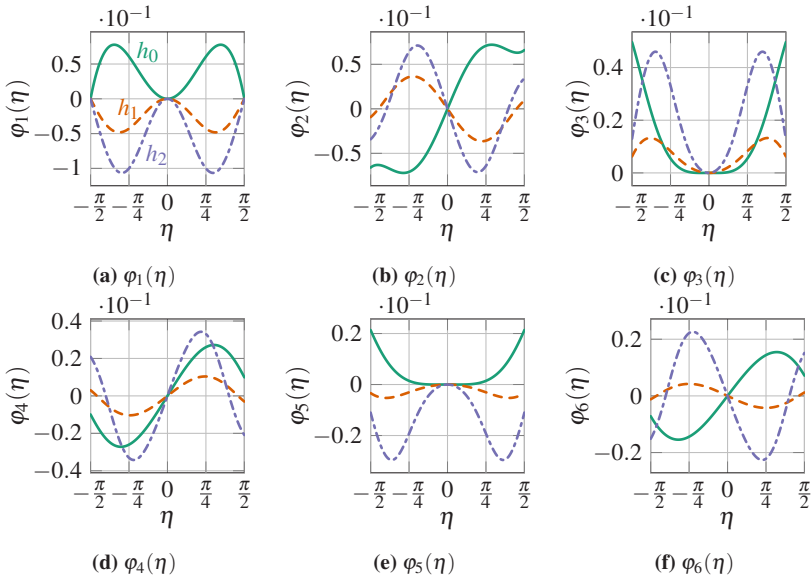 ·10⁻¹ ·10⁻¹ ·10⁻¹
φ₁(η)
0.5
0
−0.5
−1
h₀
h₁
h₂
−π/2 −π/4 0 π/4 π/2
η
φ₂(η)
0.5
0
−0.5
−π/2 −π/4 0 π/4 π/2
η
φ₃(η)
0.4
0.2
0
−π/2 −π/4 0 π/4 π/2
η
(a) φ₁(η) (b) φ₂(η) (c) φ₃(η)
·10⁻¹ ·10⁻¹ ·10⁻¹
φ₄(η)
0.4
0.2
0
−0.2
−0.4
−π/2 −π/4 0 π/4 π/2
η
φ₅(η)
0.2
0
−0.2
−π/2 −π/4 0 π/4 π/2
η
φ₆(η)
0.2
0
−0.2
−π/2 −π/4 0 π/4 π/2
η
(d) φ₄(η) (e) φ₅(η) (f) φ₆(η)